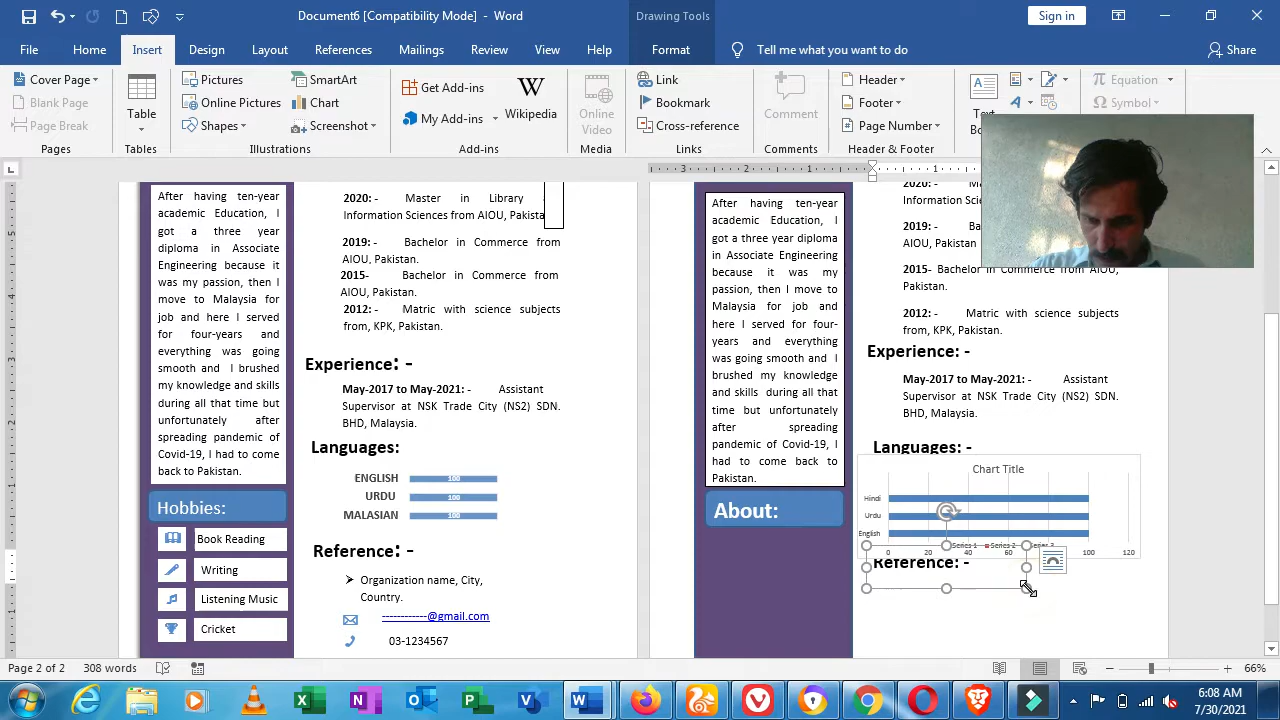 Document6 [Compatibility Mode] - Word
Drawing Tools
Sign in
File Home Insert Design Layout References Mailings Review View Help Format Tell me what you want to do Share
Cover Page
Blank Page
Page Break
Pages
Table
Tables
Pictures
Online Pictures
Shapes
SmartArt
Chart
Screenshot
Illustrations
Get Add-ins
My Add-ins
Wikipedia
Add-ins
Online
Video
Media
Link
Bookmark
Cross-reference
Links
Comment
Comments
Header
Footer
Page Number
Header & Footer
Text
Equation
Symbol
3 2 1 1
After having ten-year
academic Education, I
got a three year
diploma in Associate
Engineering because it
was my passion, then I
move to Malaysia for
job and here I served
for four-years and
everything was going
smooth and I brushed
my knowledge and skills
during all that time but
unfortunately after
spreading pandemic of
Covid-19, I had to come
back to Pakistan.
Hobbies:
Book Reading
Writing
Listening Music
Cricket
2020: - Master in Library
Information Sciences from AIOU, Pakista
2019: - Bachelor in Commerce from
AIOU, Pakistan.
2015- Bachelor in Commerce from
AIOU, Pakistan.
2012: - Matric with science subjects
from, KPK, Pakistan.
Experience: -
May-2017 to May-2021: - Assistant
Supervisor at NSK Trade City (NS2) SDN.
BHD, Malaysia.
Languages:
ENGLISH 100
URDU 100
MALASIAN 100
Reference: -
Organization name, City,
Country.
------------@gmail.com
03-1234567
After having ten-year
academic Education, I
got a three year diploma
in Associate Engineering
because it was my
passion, then I move to
Malaysia for job and
here I served for four-
years and everything
was going smooth and I
brushed my knowledge
and skills during all that
time but unfortunately
after spreading
pandemic of Covid-19, I
had to come back to
Pakistan.
About:
Information Scien
2019: -
AIOU, Pakistan
2015- Bachelor in Commerce from AIOU,
Pakistan.
2012: - Matric with science subjects
from, KPK, Pakistan.
Experience: -
May-2017 to May-2021: - Assistant
Supervisor at NSK Trade City (NS2) SDN.
BHD, Malaysia.
Languages: -
Chart Title
Hindi
Urdu
English
0 20 40 60 80 100 120
Series 1 Series 2 Series 3
Reference: -
Page 2 of 2 308 words 66%
6:08 AM
7/30/2021